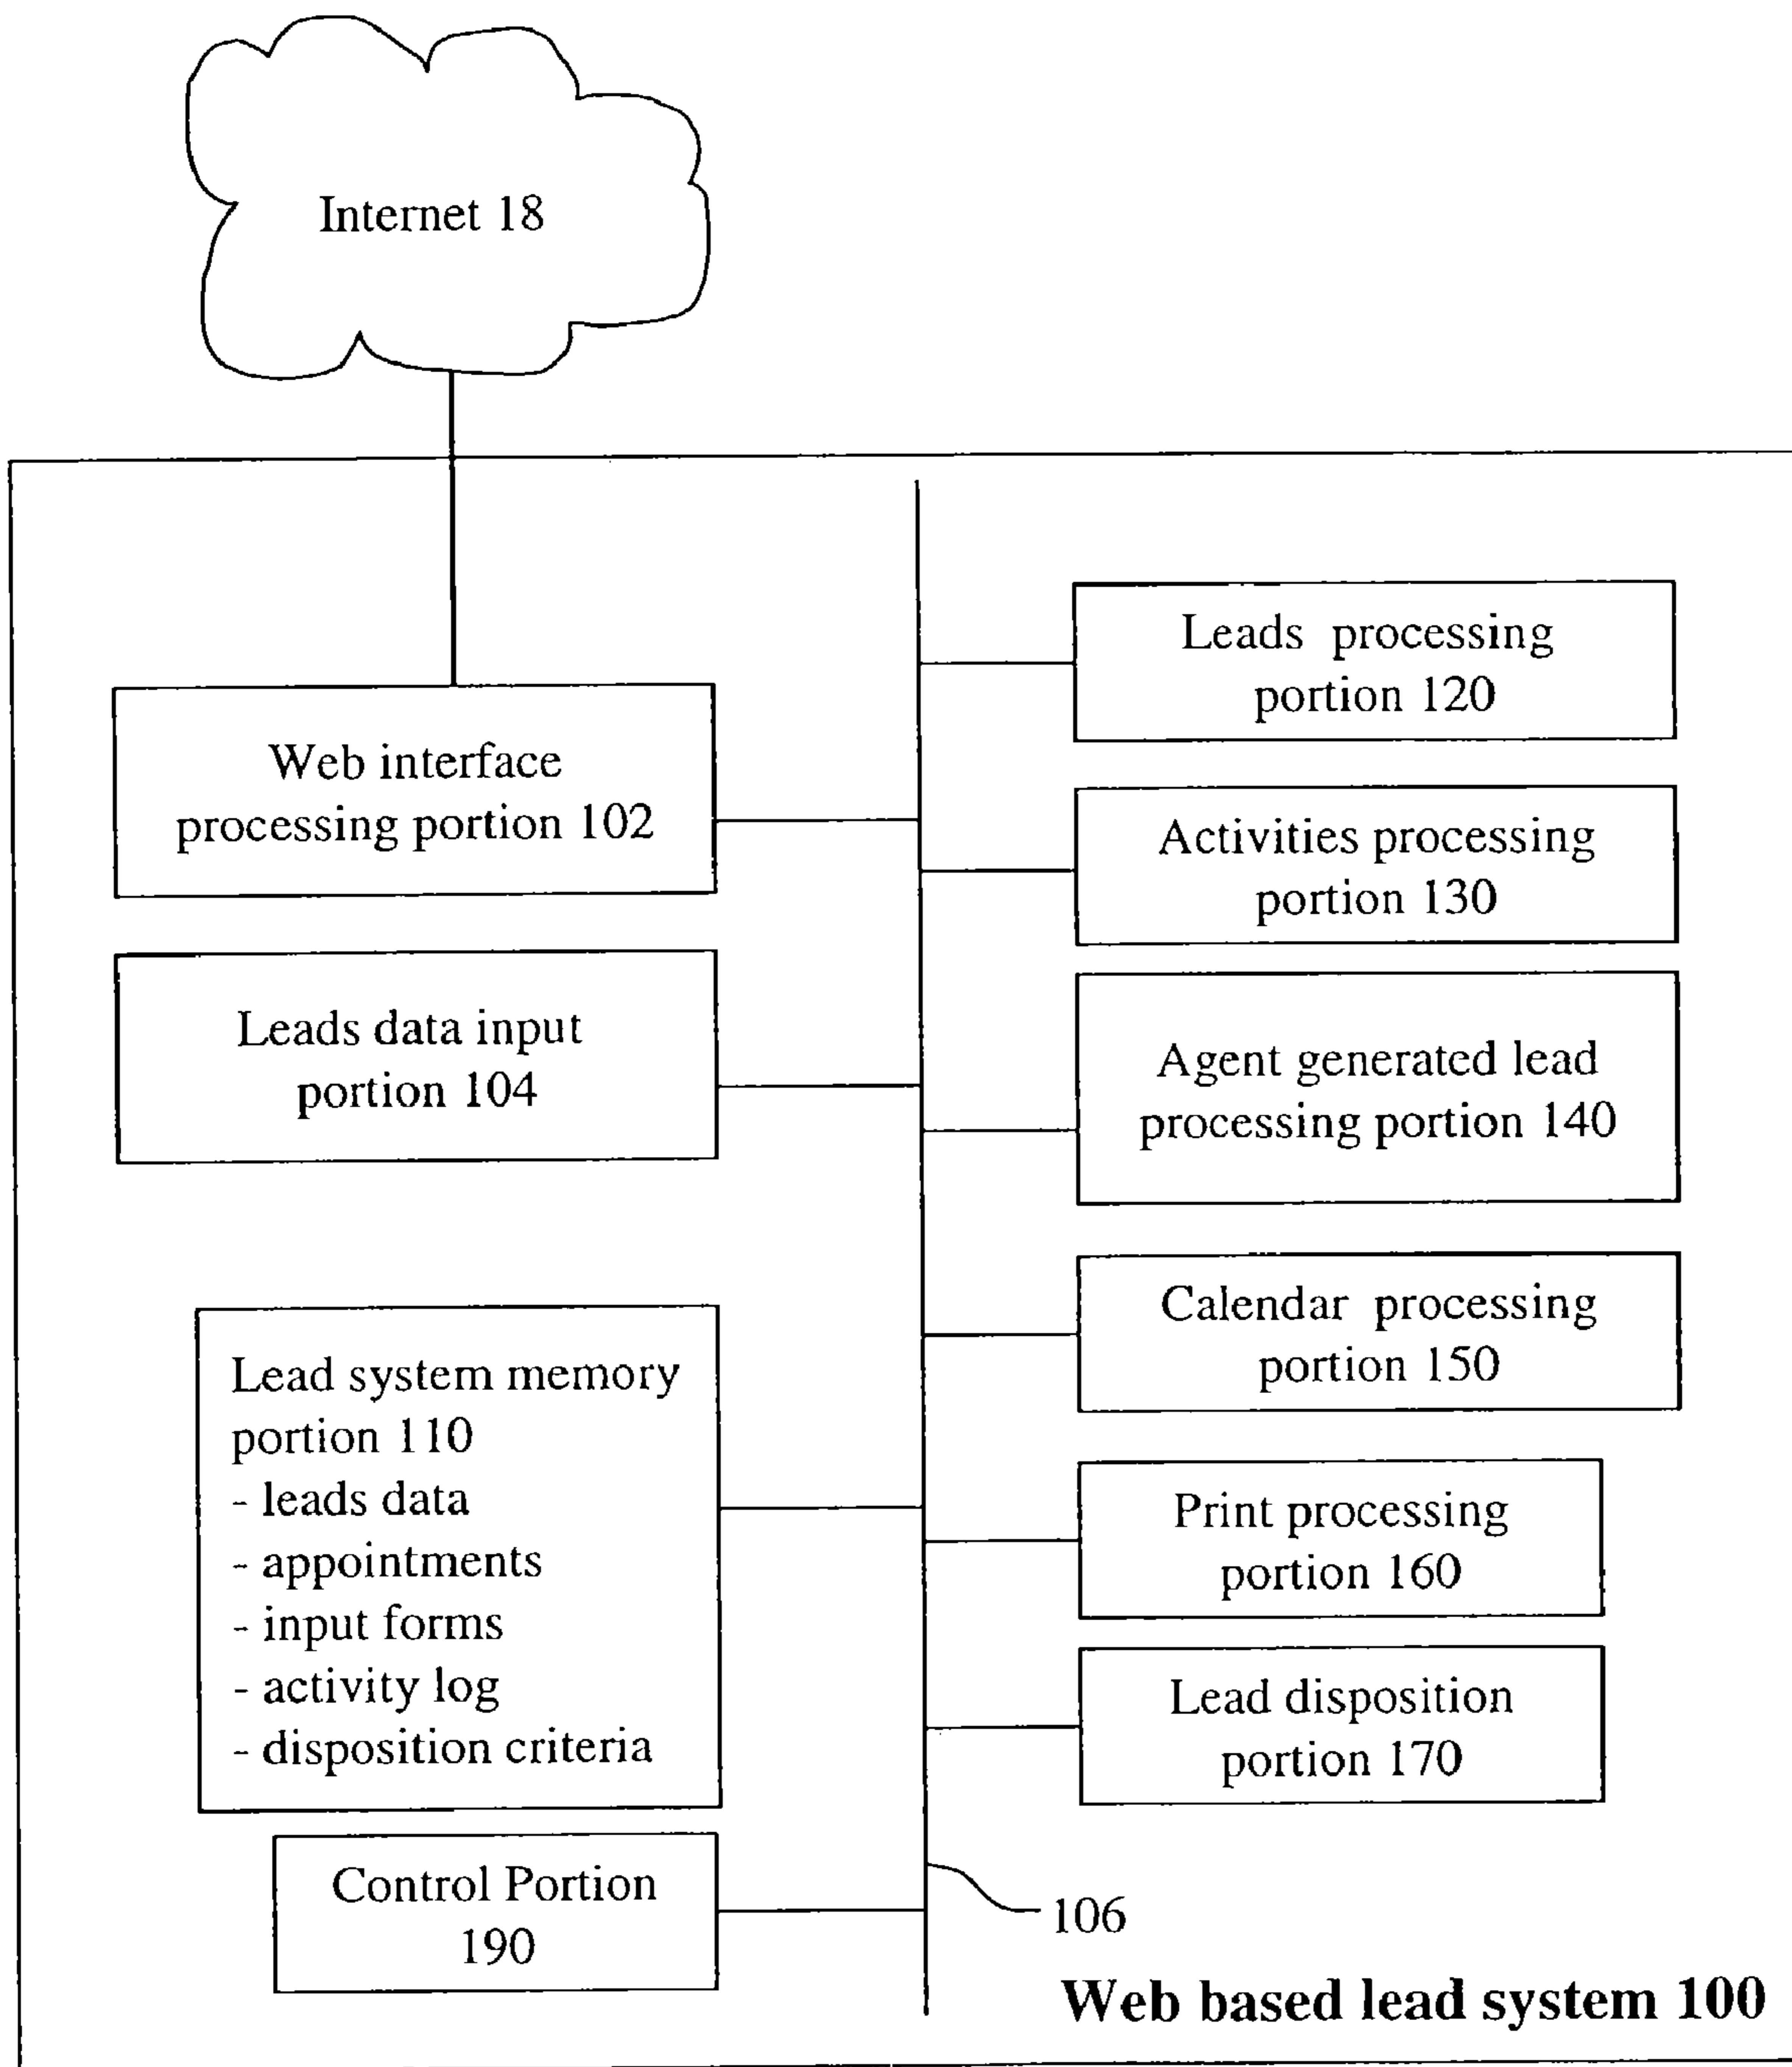 Internet 18
Web interface
processing portion 102
Leads data input
portion 104
Lead system memory
portion 110
- leads data
- appointments
- input forms
- activity log
- disposition criteria
Control Portion
190
Leads processing
portion 120
Activities processing
portion 130
Agent generated lead
processing portion 140
Calendar processing
portion 150
Print processing
portion 160
Lead disposition
portion 170
106
Web based lead system 100